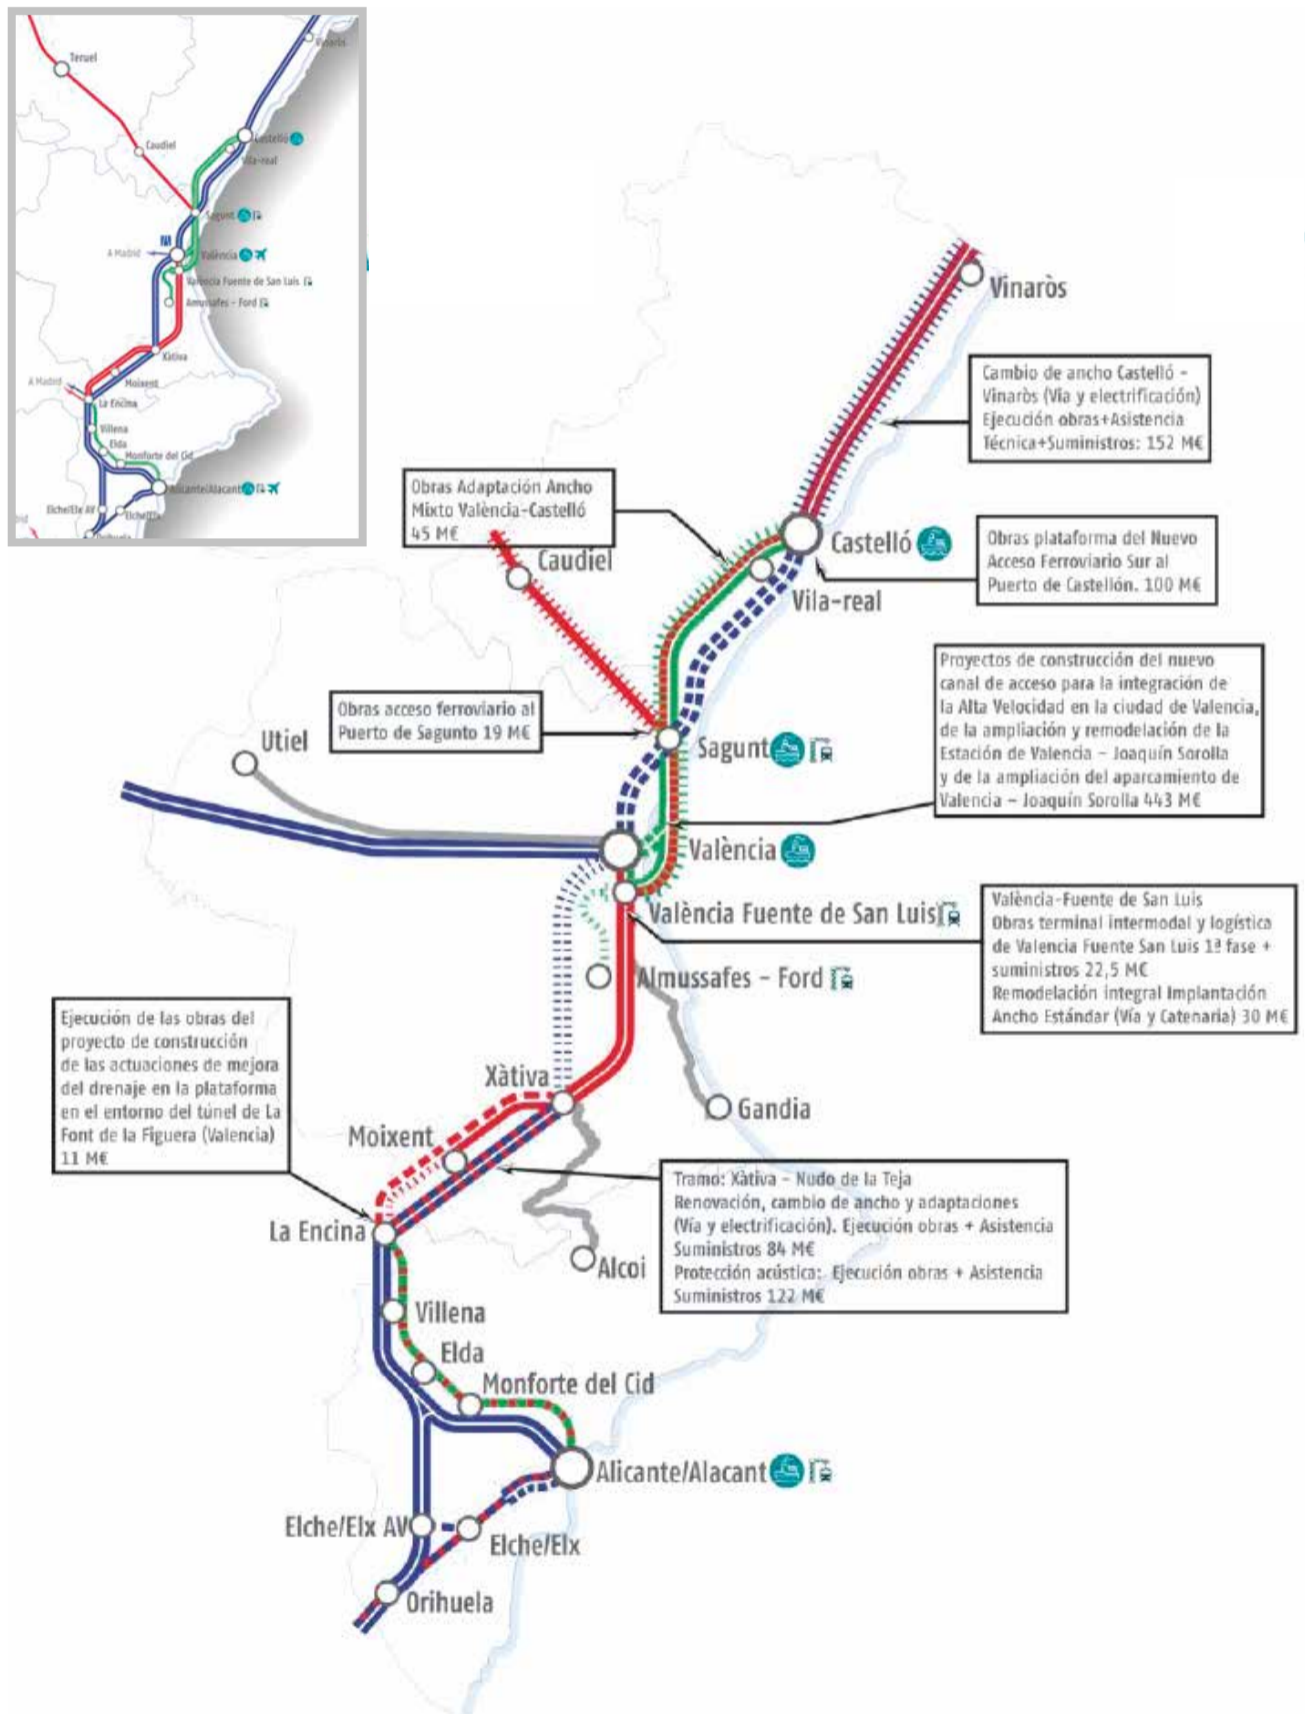 Teruel
Vinaròs
Caudiel
Castelló
Vila-real
Sagunt
A Madrid
València
València Fuente de San Luis
Almussafes - Ford
Xàtiva
Moixent
A Madrid
La Encina
Villena
Elda
Monforte del Cid
Alicante/Alacant
Elche/Elx AV
Elche/Elx
Orihuela
Vinaròs
Cambio de ancho Castelló -
Vinaròs (Vía y electrificación)
Ejecución obras+Asistencia
Técnica+Suministros: 152 M€
Obras Adaptación Ancho
Mixto València-Castelló
45 M€
Caudiel
Castelló
Obras plataforma del Nuevo
Acceso Ferroviario Sur al
Puerto de Castellón. 100 M€
Vila-real
Proyectos de construcción del nuevo
canal de acceso para la integración de
la Alta Velocidad en la ciudad de Valencia,
de la ampliación y remodelación de la
Estación de Valencia - Joaquín Sorolla
y de la ampliación del aparcamiento de
Valencia - Joaquín Sorolla 443 M€
Obras acceso ferroviario al
Puerto de Sagunto 19 M€
Utiel
Sagunt
València
València Fuente de San Luis
València-Fuente de San Luis
Obras terminal intermodal y logística
de Valencia Fuente San Luis 1ª fase +
suministros 22,5 M€
Remodelación integral Implantación
Ancho Estándar (Vía y Catenaria) 30 M€
Almussafes - Ford
Ejecución de las obras del
proyecto de construcción
de las actuaciones de mejora
del drenaje en la plataforma
en el entorno del túnel de La
Font de la Figuera (Valencia)
11 M€
Xàtiva
Gandia
Moixent
Tramo: Xàtiva - Nudo de la Teja
Renovación, cambio de ancho y adaptaciones
(Vía y electrificación). Ejecución obras + Asistencia
Suministros 84 M€
Protección acústica: Ejecución obras + Asistencia
Suministros 122 M€
La Encina
Alcoi
Villena
Elda
Monforte del Cid
Alicante/Alacant
Elche/Elx AV
Elche/Elx
Orihuela